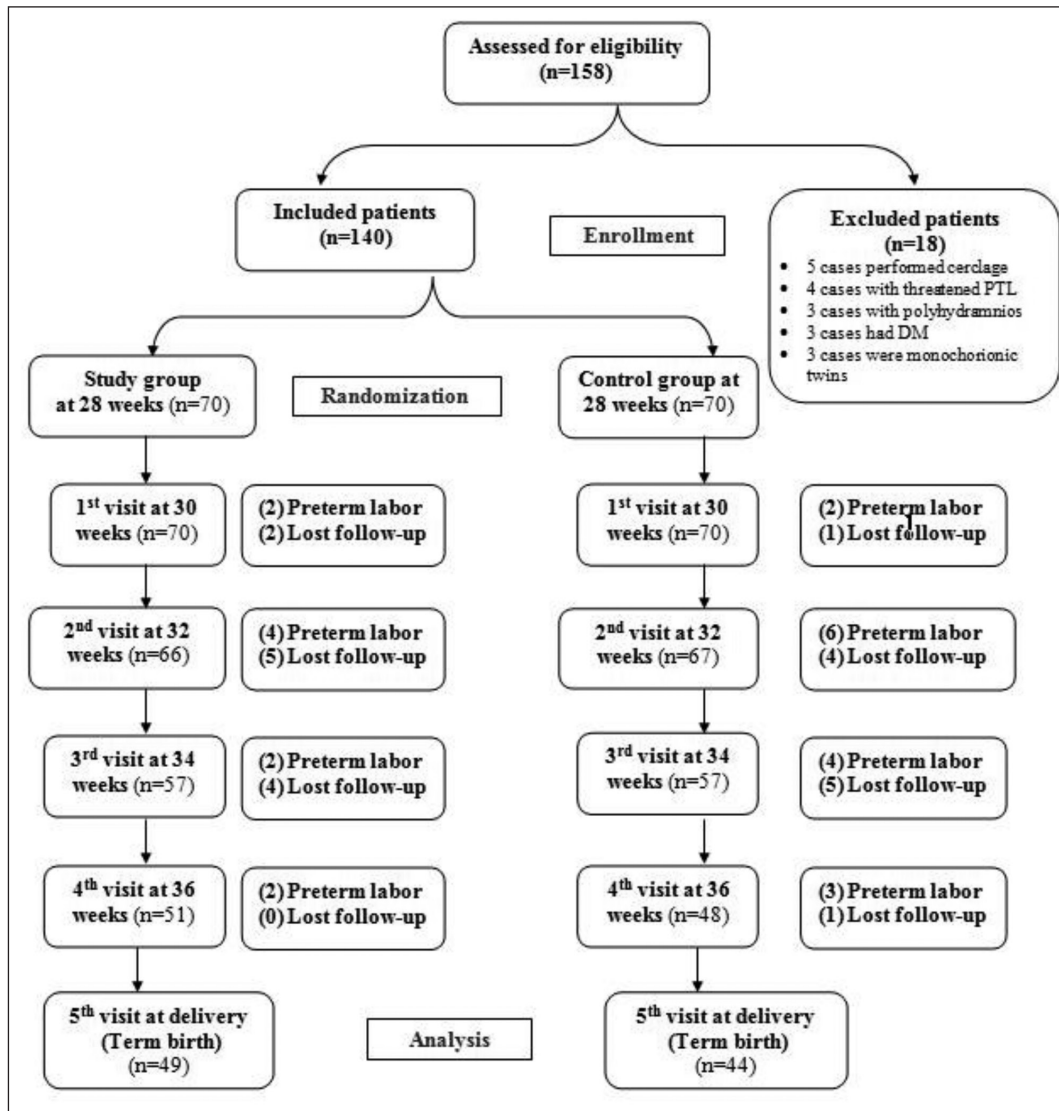 Assessed for eligibility
(n=158)
Included patients
(n=140)
Enrollment
Excluded patients
(n=18)
• 5 cases performed cerclage
• 4 cases with threatened PTL
• 3 cases with polyhydramnios
• 3 cases had DM
• 3 cases were monochorionic
twins
Study group
at 28 weeks (n=70)
Randomization
Control group at
28 weeks (n=70)
1st visit at 30
weeks (n=70)
(2) Preterm labor
(2) Lost follow-up
1st visit at 30
weeks (n=70)
(2) Preterm labor
(1) Lost follow-up
2nd visit at 32
weeks (n=66)
(4) Preterm labor
(5) Lost follow-up
2nd visit at 32
weeks (n=67)
(6) Preterm labor
(4) Lost follow-up
3rd visit at 34
weeks (n=57)
(2) Preterm labor
(4) Lost follow-up
3rd visit at 34
weeks (n=57)
(4) Preterm labor
(5) Lost follow-up
4th visit at 36
weeks (n=51)
(2) Preterm labor
(0) Lost follow-up
4th visit at 36
weeks (n=48)
(3) Preterm labor
(1) Lost follow-up
5th visit at delivery
(Term birth)
(n=49)
Analysis
5th visit at delivery
(Term birth)
(n=44)